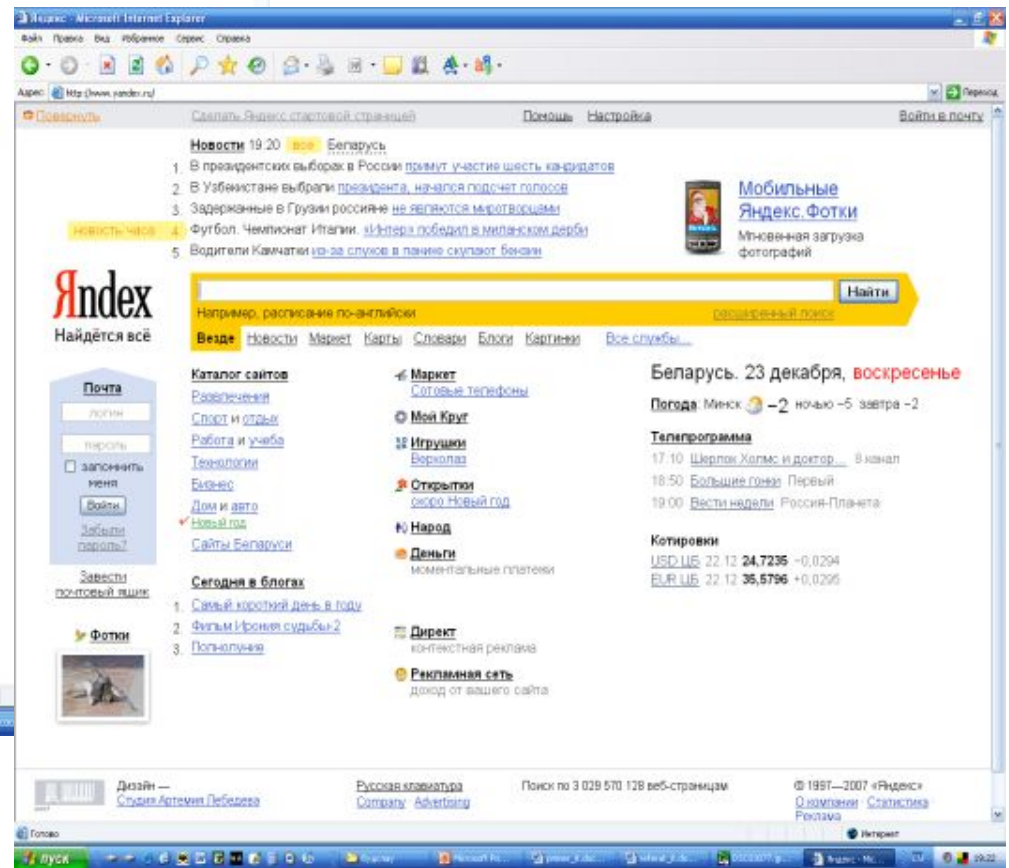 Яндекс - Microsoft Internet Explorer
Файл Правка Вид Избранное Сервис Справка
Адрес: http://www.yandex.ru/ Переход
Повернуть Сделать Яндекс стартовой страницей Помощь Настройка Войти в почту
Новости 19:20 все Беларусь
1. В президентских выборах в России примут участие шесть кандидатов
2. В Узбекистане выбрали президента, начался подсчет голосов
3. Задержанные в Грузии россияне не являются миротворцами
новость часа 4. Футбол. Чемпионат Италии. «Интер» победил в миланском дерби
5. Водители Камчатки из-за слухов в панике скупают бензин
Мобильные
Яндекс.Фотки
Мгновенная загрузка
фотографий
Яndex
Найдётся всё
Найти
Например, расписание по-английски расширенный поиск
Везде Новости Маркет Карты Словари Блоги Картинки Все службы...
Почта
логин
пароль
запомнить
меня
Войти
Забыли
пароль?
Завести
почтовый ящик
Фотки
Каталог сайтов
Развлечения
Спорт и отдых
Работа и учеба
Технологии
Бизнес
Дом и авто
Новый год
Сайты Беларуси
Сегодня в блогах
1. Самый короткий день в году
2. Фильм Ирония судьбы-2
3. Полнолуние
Маркет
Сотовые телефоны
Мой Круг
Игрушки
Верхолаз
Открытки
скоро Новый год
Народ
Деньги
моментальные платежи
Директ
контекстная реклама
Рекламная сеть
доход от вашего сайта
Беларусь. 23 декабря, воскресенье
Погода Минск −2 ночью −5 завтра −2
Телепрограмма
17:10 Шерлок Холмс и доктор... 8 канал
18:50 Большие гонки Первый
19:00 Вести недели Россия-Планета
Котировки
USD ЦБ 22.12 24,7235 −0,0294
EUR ЦБ 22.12 35,5796 +0,0295
Дизайн —
Студия Артемия Лебедева
Русская клавиатура
Company Advertising
Поиск по 3 029 570 128 веб-страницам
© 1997—2007 «Яндекс»
О компании Статистика
Реклама
Готово Интернет
пуск Яндекс - Mic... 19:22